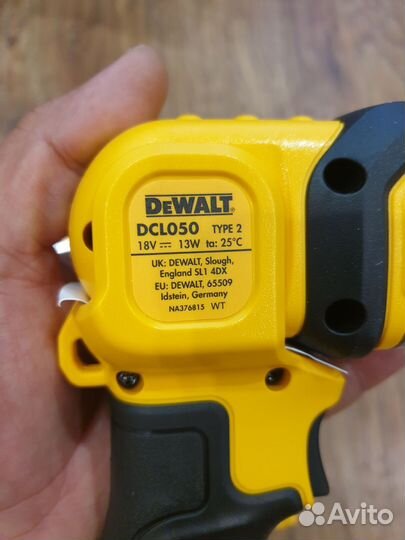 DEWALT®
DCL050 TYPE 2
18V ⎓ 13W ta: 25°C
UK: DEWALT, Slough,
England SL1 4DX
EU: DEWALT, 65509
Idstein, Germany
NA376815 WT
Avito